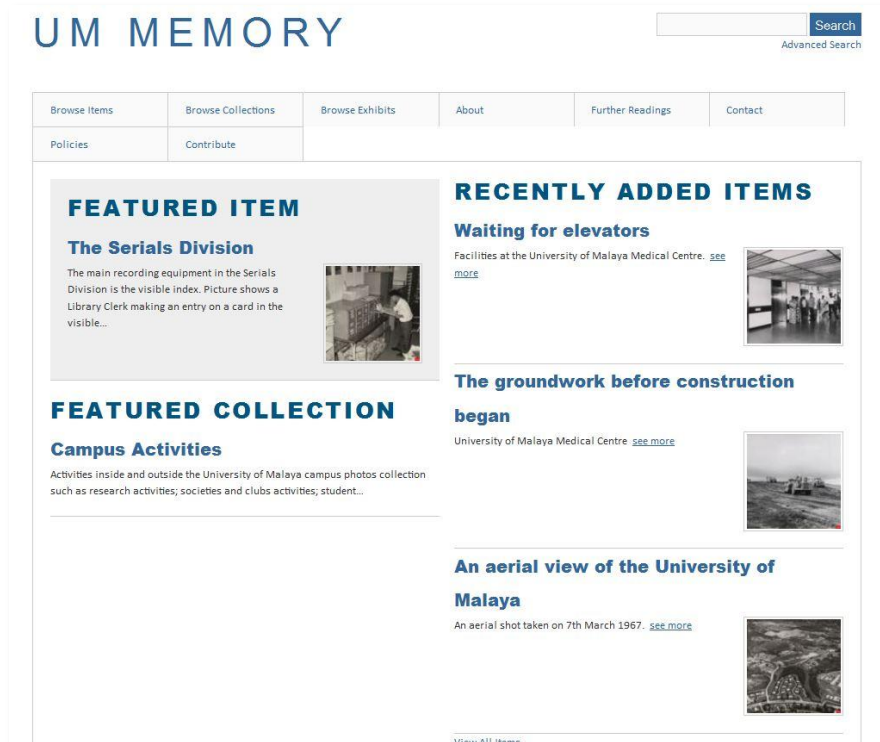 UM MEMORY
Search
Advanced Search
Browse Items
Browse Collections
Browse Exhibits
About
Further Readings
Contact
Policies
Contribute
FEATURED ITEM
The Serials Division
The main recording equipment in the Serials
Division is the visible index. Picture shows a
Library Clerk making an entry on a card in the
visible...
FEATURED COLLECTION
Campus Activities
Activities inside and outside the University of Malaya campus photos collection
such as research activities; societies and clubs activities; student...
RECENTLY ADDED ITEMS
Waiting for elevators
Facilities at the University of Malaya Medical Centre. see
more
The groundwork before construction
began
University of Malaya Medical Centre see more
An aerial view of the University of
Malaya
An aerial shot taken on 7th March 1967. see more
View All Items